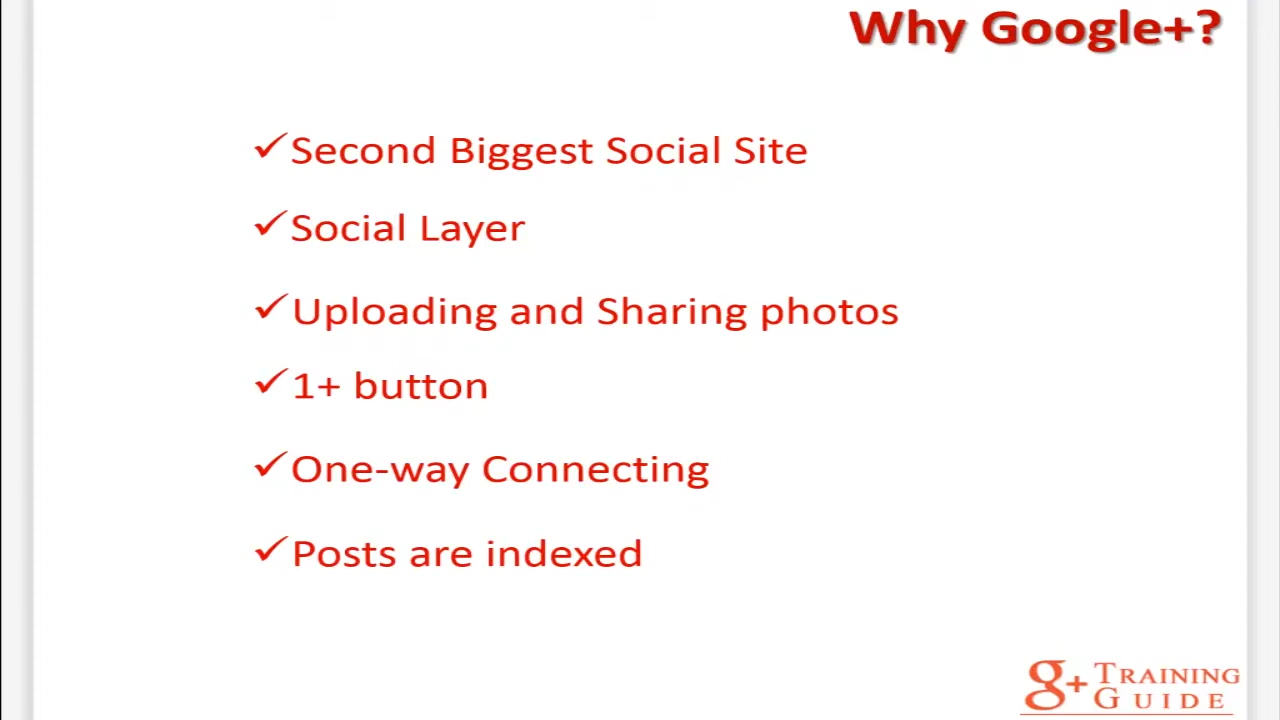 Why Google+?
✓Second Biggest Social Site
✓Social Layer
✓Uploading and Sharing photos
✓1+ button
✓One-way Connecting
✓Posts are indexed
g+ TRAINING
GUIDE